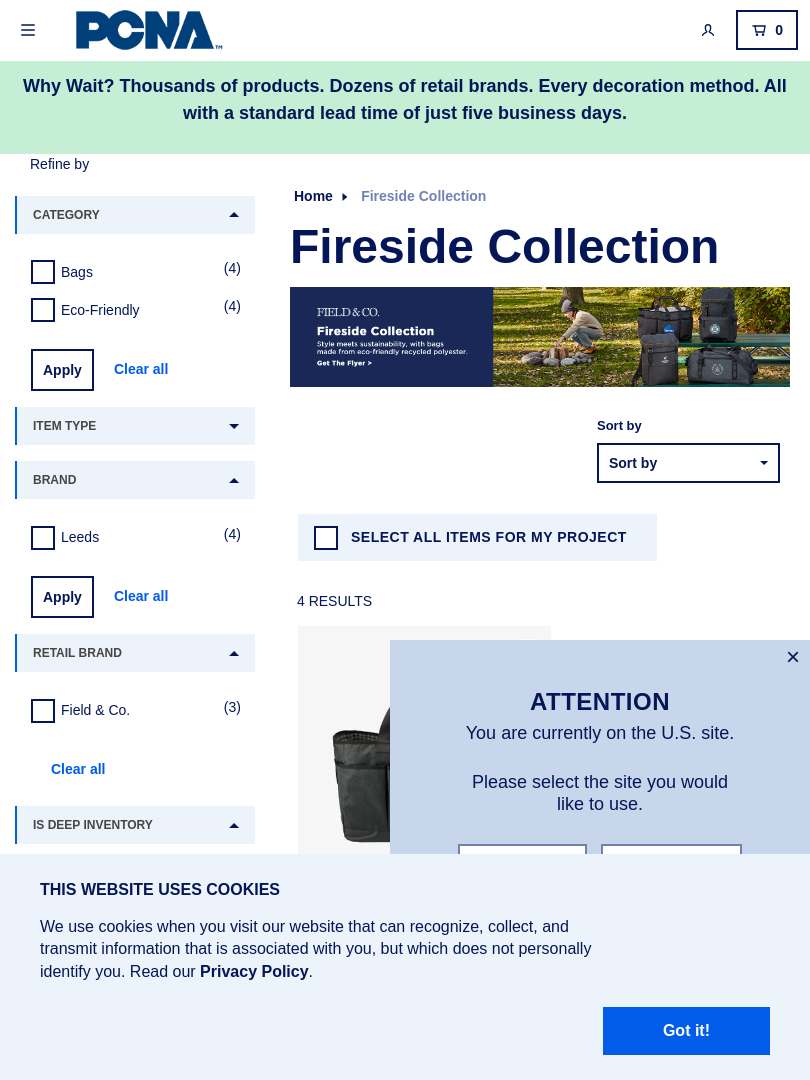 PCNA™
0
Why Wait? Thousands of products. Dozens of retail brands. Every decoration method. All
with a standard lead time of just five business days.
Refine by
CATEGORY
Bags (4)
Eco-Friendly (4)
Apply Clear all
ITEM TYPE
BRAND
Leeds (4)
Apply Clear all
RETAIL BRAND
Field & Co. (3)
Clear all
IS DEEP INVENTORY
Home Fireside Collection
Fireside Collection
FIELD & CO.
Fireside Collection
Style meets sustainability, with bags
made from eco-friendly recycled polyester.
Get The Flyer >
Sort by
Sort by
SELECT ALL ITEMS FOR MY PROJECT
4 RESULTS
ATTENTION
You are currently on the U.S. site.
Please select the site you would
like to use.
THIS WEBSITE USES COOKIES
We use cookies when you visit our website that can recognize, collect, and
transmit information that is associated with you, but which does not personally
identify you. Read our Privacy Policy.
Got it!